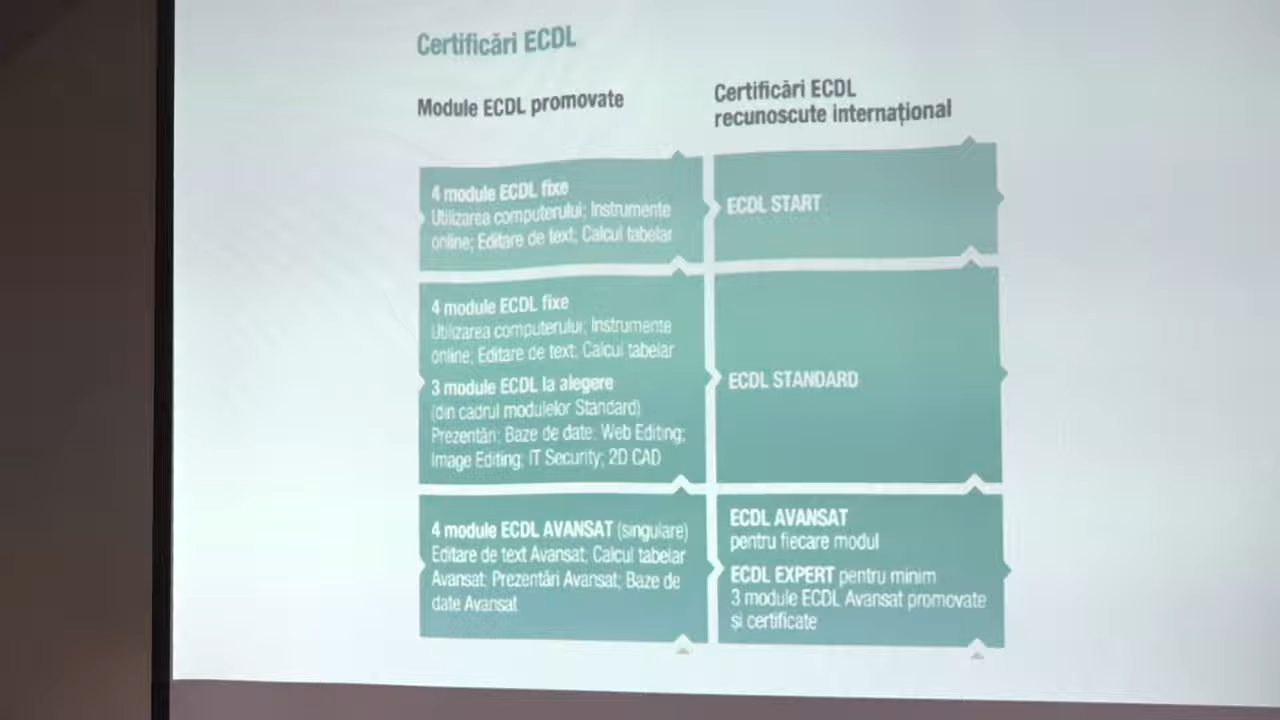 Certificări ECDL
Module ECDL promovate
Certificări ECDL
recunoscute internațional
4 module ECDL fixe
Utilizarea computerului; Instrumente
online; Editare de text; Calcul tabelar
ECDL START
4 module ECDL fixe
Utilizarea computerului; Instrumente
online; Editare de text; Calcul tabelar
3 module ECDL la alegere
(din cadrul modulelor Standard)
Prezentări; Baze de date; Web Editing;
Image Editing; IT Security; 2D CAD
ECDL STANDARD
4 module ECDL AVANSAT (singulare)
Editare de text Avansat; Calcul tabelar
Avansat; Prezentări Avansat; Baze de
date Avansat
ECDL AVANSAT
pentru fiecare modul
ECDL EXPERT pentru minim
3 module ECDL Avansat promovate
și certificate